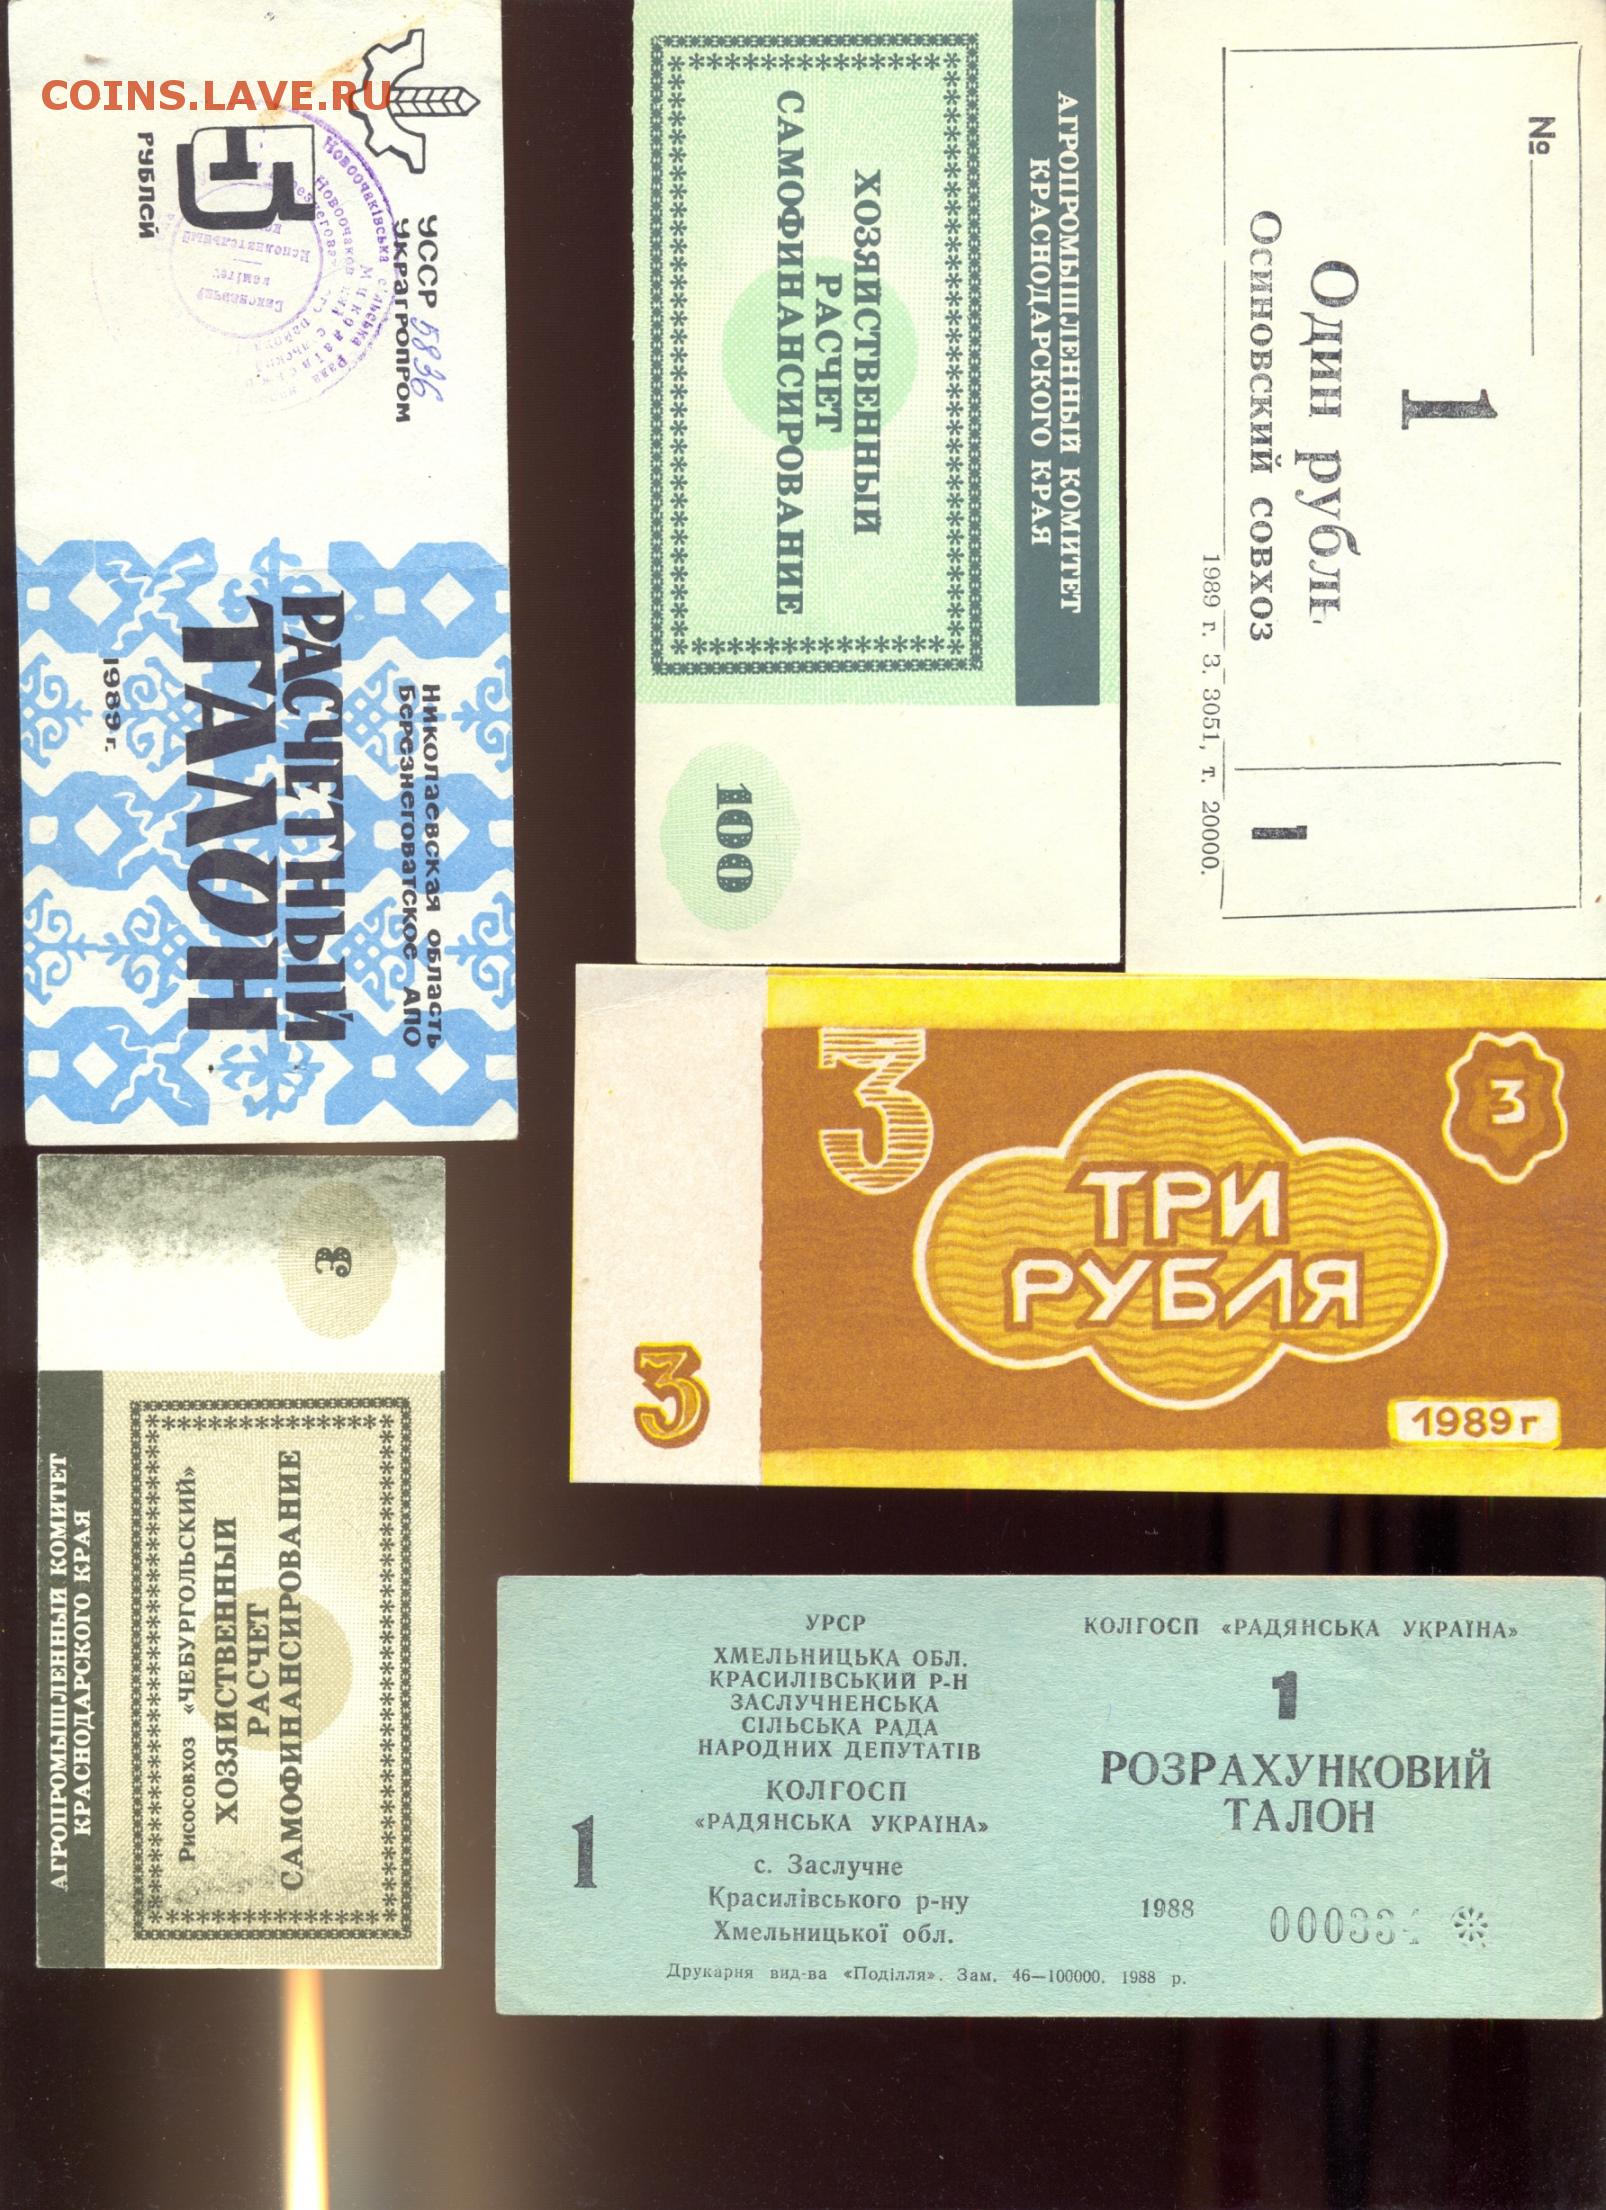 COINS.LAVE.RU
УССР
УКРАГРОПРОМ
5836
5
РУБЛЕЙ
Николаевская область
Березнеговатское АПО
РАСЧЕТНЫЙ
ТАЛОН
1989 г.
АГРОПРОМЫШЛЕННЫЙ КОМИТЕТ
КРАСНОДАРСКОГО КРАЯ
ХОЗЯЙСТВЕННЫЙ
РАСЧЕТ
САМОФИНАНСИРОВАНИЕ
100
№
1
Один рубль
Осиновский совхоз
1
1989 г. З. 3051, т. 2000.
3
3
ТРИ
РУБЛЯ
3
1989 г
3
АГРОПРОМЫШЛЕННЫЙ КОМИТЕТ
КРАСНОДАРСКОГО КРАЯ
Рисосовхоз «ЧЕБУРГОЛЬСКИЙ»
ХОЗЯЙСТВЕННЫЙ
РАСЧЕТ
САМОФИНАНСИРОВАНИЕ
УРСР
ХМЕЛЬНИЦЬКА ОБЛ.
КРАСИЛІВСЬКИЙ Р-Н
ЗАСЛУЧНЕНСЬКА
СІЛЬСЬКА РАДА
НАРОДНИХ ДЕПУТАТІВ
КОЛГОСП
«РАДЯНСЬКА УКРАЇНА»
1
с. Заслучне
Красилівського р-ну
Хмельницької обл.
КОЛГОСП «РАДЯНСЬКА УКРАЇНА»
1
РОЗРАХУНКОВИЙ
ТАЛОН
1988
Друкарня вид-ва «Поділля». Зам. 46—100000. 1988 р.